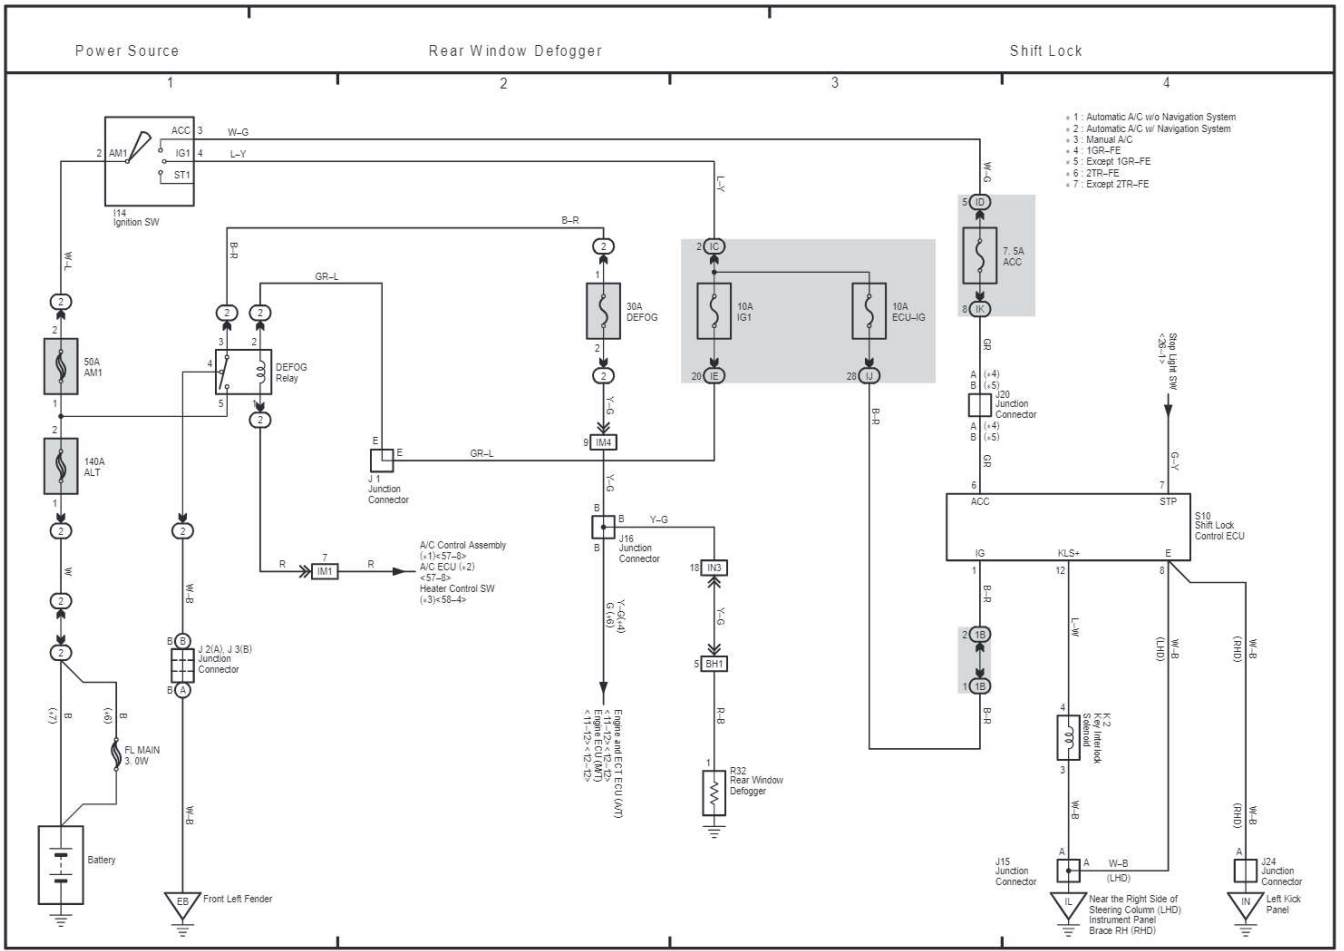 Power Source
Rear Window Defogger
Shift Lock
1
2
3
4
∗ 1 : Automatic A/C w/o Navigation System
∗ 2 : Automatic A/C w/ Navigation System
∗ 3 : Manual A/C
∗ 4 : 1GR–FE
∗ 5 : Except 1GR–FE
∗ 6 : 2TR–FE
∗ 7 : Except 2TR–FE
ACC
3
W–G
2
AM1
IG1
4
L–Y
ST1
I14
Ignition SW
W–L
2
2
50A
AM1
1
2
140A
ALT
1
2
W
2
2
B
(∗7)
B
(∗6)
FL MAIN
3. 0W
Battery
B–R
B–R
GR–L
2
2
3
2
4
DEFOG
Relay
5
1
2
2
W–B
B
B
J 2(A), J 3(B)
Junction
Connector
B
A
W–B
EB
Front Left Fender
R
7
IM1
R
A/C Control Assembly
(∗1)<57–8>
A/C ECU (∗2)
<57–8>
Heater Control SW
(∗3)<58–4>
E
E
GR–L
J 1
Junction
Connector
2
1
30A
DEFOG
2
2
Y–G
9
IM4
Y–G
B
B
Y–G
J16
Junction
Connector
B
Y–G(∗4)
G (∗6)
Engine and ECT ECU (A/T)
<11–12> <12–12>
Engine ECU (M/T)
<11–12> <12–12>
18
IN3
Y–G
5
BH1
R–B
1
R32
Rear Window
Defogger
L–Y
2
IC
10A
IG1
10A
ECU–IG
20
IE
28
IJ
B–R
W–G
5
ID
7. 5A
ACC
8
IK
GR
A (∗4)
B (∗5)
J20
Junction
Connector
A (∗4)
B (∗5)
GR
Stop Light SW
<26–1>
G–Y
6
7
ACC
STP
S10
Shift Lock
Control ECU
IG
KLS+
E
1
12
8
B–R
2
1B
1
1B
B–R
L–W
4
K 2
Key Interlock
Solenoid
3
W–B
W–B
(LHD)
W–B
(RHD)
W–B
(RHD)
A
A
W–B
(LHD)
J15
Junction
Connector
IL
Near the Right Side of
Steering Column (LHD)
Instrument Panel
Brace RH (RHD)
A
J24
Junction
Connector
IN
Left Kick
Panel